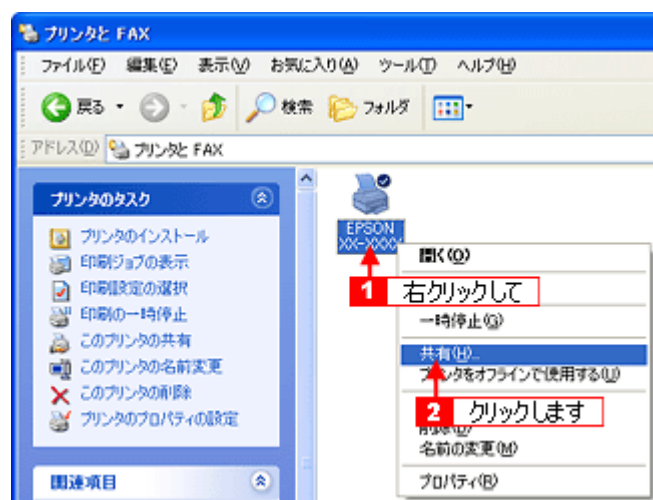 プリンタと FAX
ファイル(F) 編集(E) 表示(V) お気に入り(A) ツール(T) ヘルプ(H)
戻る 検索 フォルダ
アドレス(D) プリンタと FAX
プリンタのタスク
プリンタのインストール
印刷ジョブの表示
印刷設定の選択
印刷の一時停止
このプリンタの共有
このプリンタの名前変更
このプリンタの削除
プリンタのプロパティの設定
関連項目
EPSON
XX-XXXX
開く(O)
1 右クリックして
一時停止(G)
共有(H)...
プリンタをオフラインで使用する(U)
2 クリックします
削除(D)
名前の変更(M)
プロパティ(R)